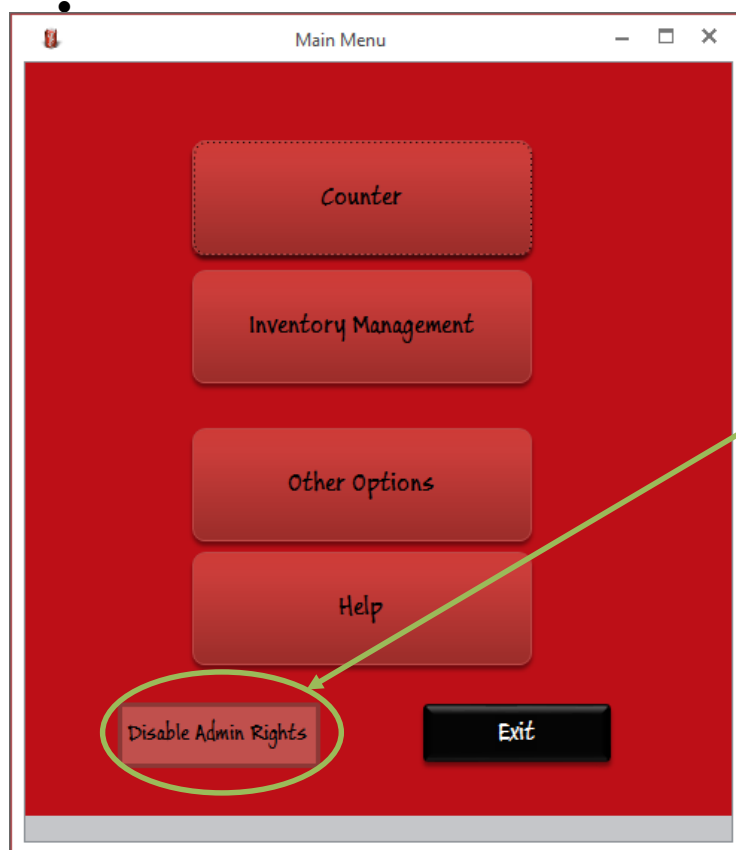 Main Menu
Counter
Inventory Management
Other Options
Help
Disable Admin Rights
Exit